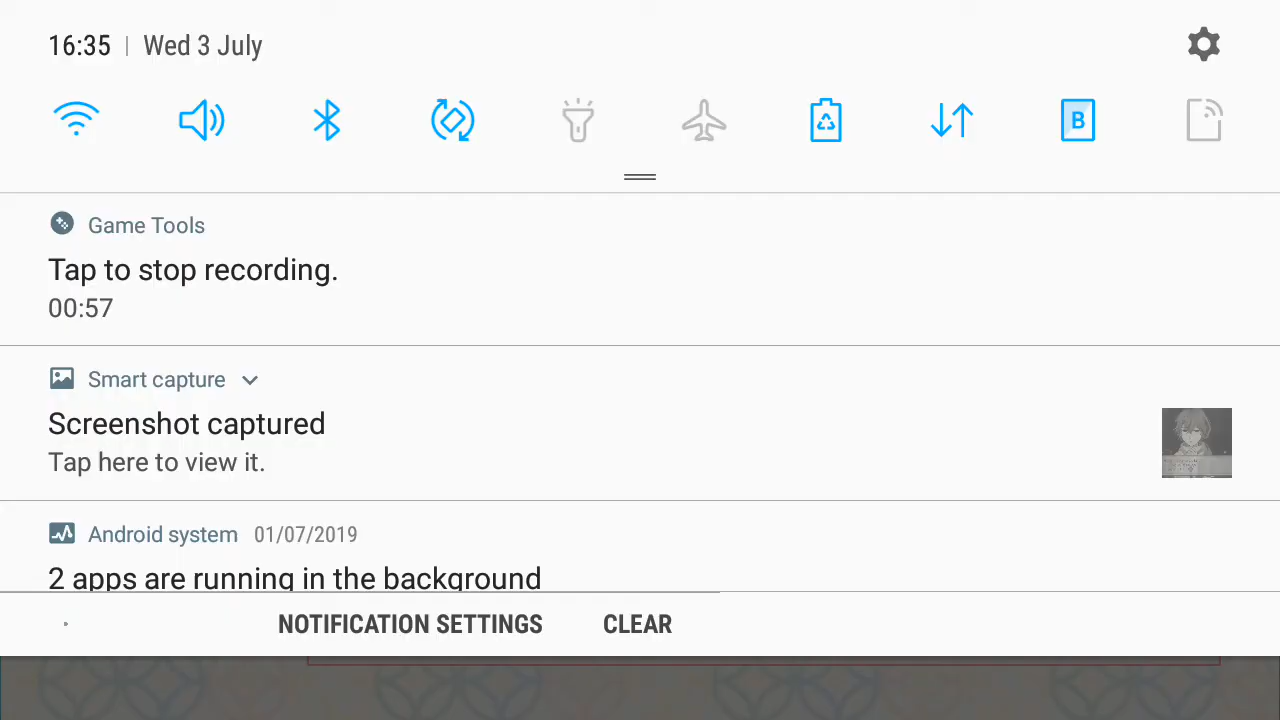 16:35 | Wed 3 July
B
Game Tools
Tap to stop recording.
00:57
Smart capture
Screenshot captured
Tap here to view it.
Android system 01/07/2019
2 apps are running in the background
NOTIFICATION SETTINGS CLEAR